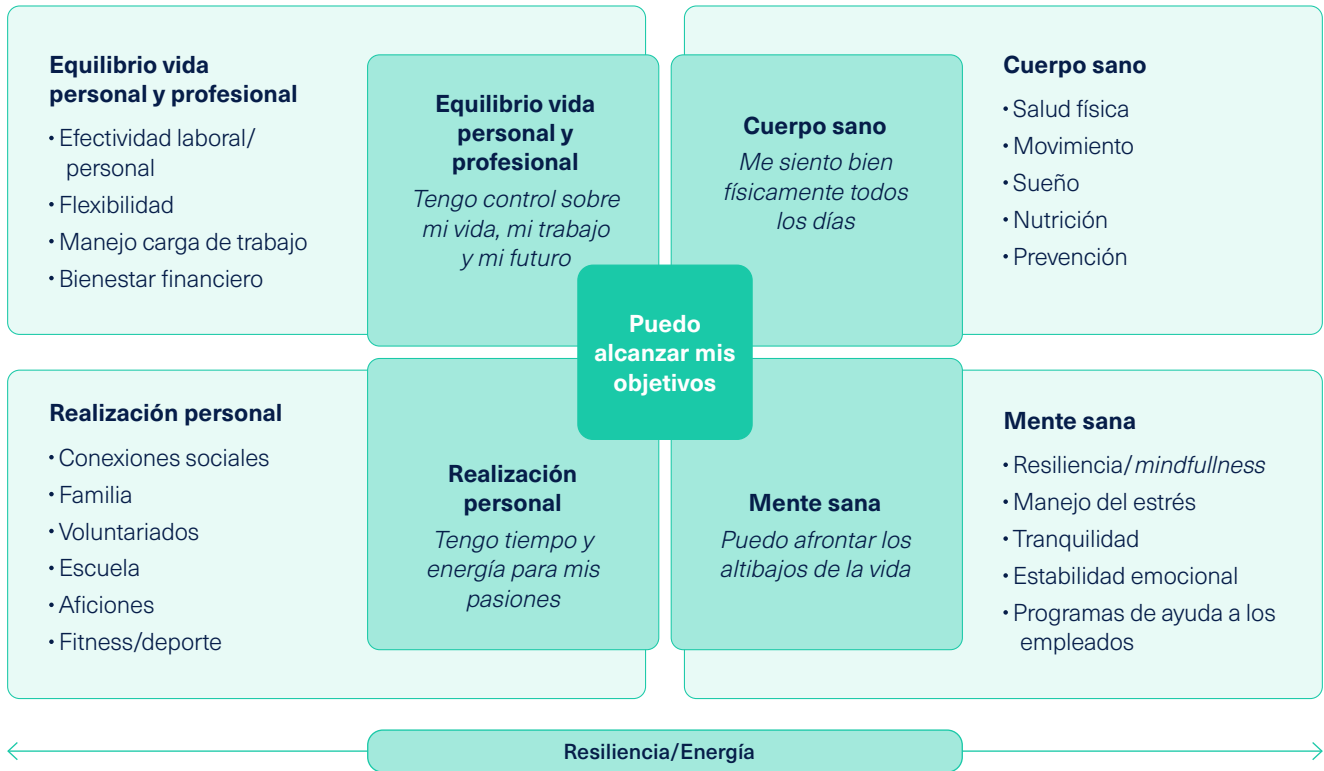 Equilibrio vida
personal y profesional
• Efectividad laboral/
personal
• Flexibilidad
• Manejo carga de trabajo
• Bienestar financiero
Equilibrio vida
personal y
profesional
Tengo control sobre
mi vida, mi trabajo
y mi futuro
Cuerpo sano
Me siento bien
físicamente todos
los días
Cuerpo sano
• Salud física
• Movimiento
• Sueño
• Nutrición
• Prevención
Puedo
alcanzar mis
objetivos
Realización personal
• Conexiones sociales
• Familia
• Voluntariados
• Escuela
• Aficiones
• Fitness/deporte
Realización
personal
Tengo tiempo y
energía para mis
pasiones
Mente sana
Puedo afrontar los
altibajos de la vida
Mente sana
• Resiliencia/mindfullness
• Manejo del estrés
• Tranquilidad
• Estabilidad emocional
• Programas de ayuda a los
empleados
Resiliencia/Energía